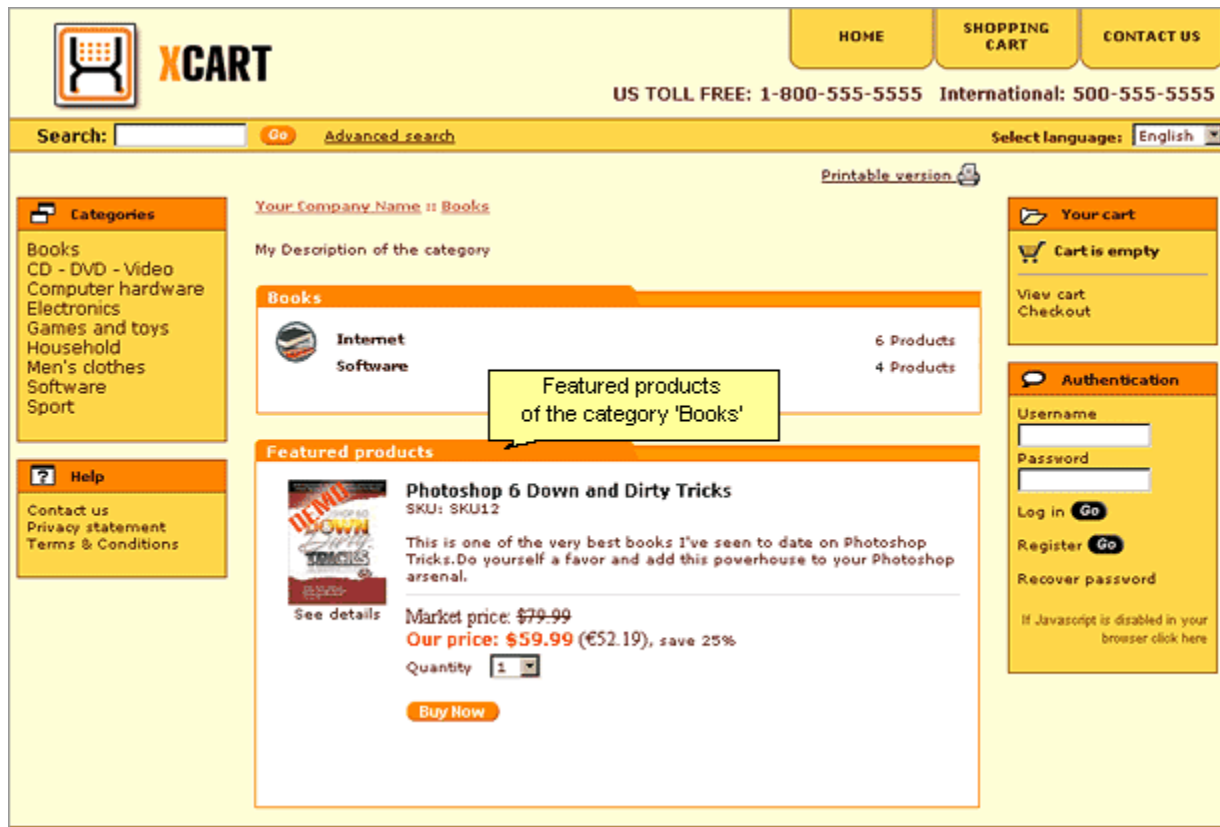 XCART
HOME
SHOPPING
CART
CONTACT US
US TOLL FREE: 1-800-555-5555 International: 500-555-5555
Search:
Go
Advanced search
Select language:
English
Printable version
Categories
Books
CD - DVD - Video
Computer hardware
Electronics
Games and toys
Household
Men's clothes
Software
Sport
Help
Contact us
Privacy statement
Terms & Conditions
Your Company Name :: Books
My Description of the category
Books
Internet 6 Products
Software 4 Products
Featured products
of the category 'Books'
Featured products
DEMO
DOWN
Dirty
TRICKS
See details
Photoshop 6 Down and Dirty Tricks
SKU: SKU12
This is one of the very best books I've seen to date on Photoshop
Tricks.Do yourself a favor and add this powerhouse to your Photoshop
arsenal.
Market price: $79.99
Our price: $59.99 (€52.19), save 25%
Quantity 1
Buy Now
Your cart
Cart is empty
View cart
Checkout
Authentication
Username
Password
Log in Go
Register Go
Recover password
If Javascript is disabled in your
browser click here